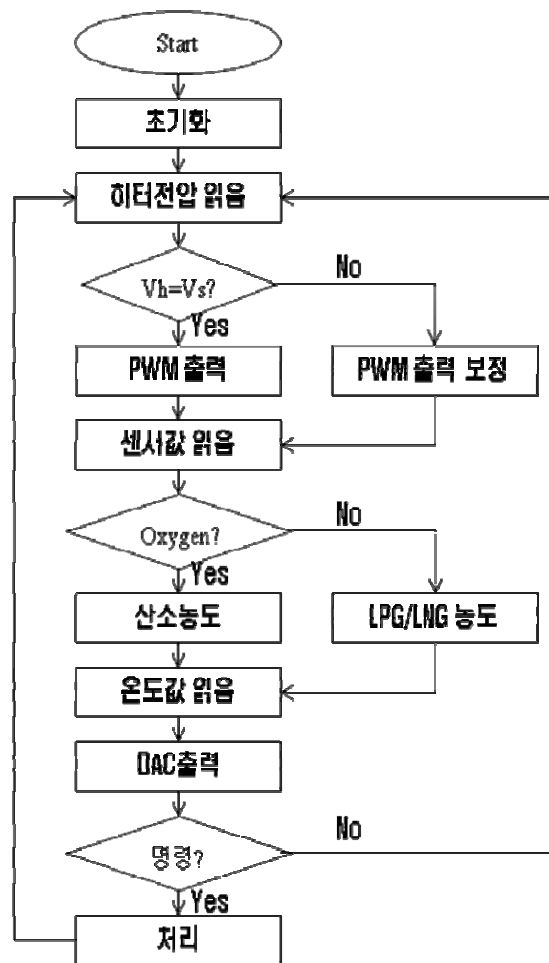 Start
초기화
히터전압 읽음
Vh=Vs?
No
Yes
PWM 출력
PWM 출력 보정
센서값 읽음
Oxygen?
No
Yes
산소농도
LPG/LNG 농도
온도값 읽음
DAC출력
명령?
No
Yes
처리